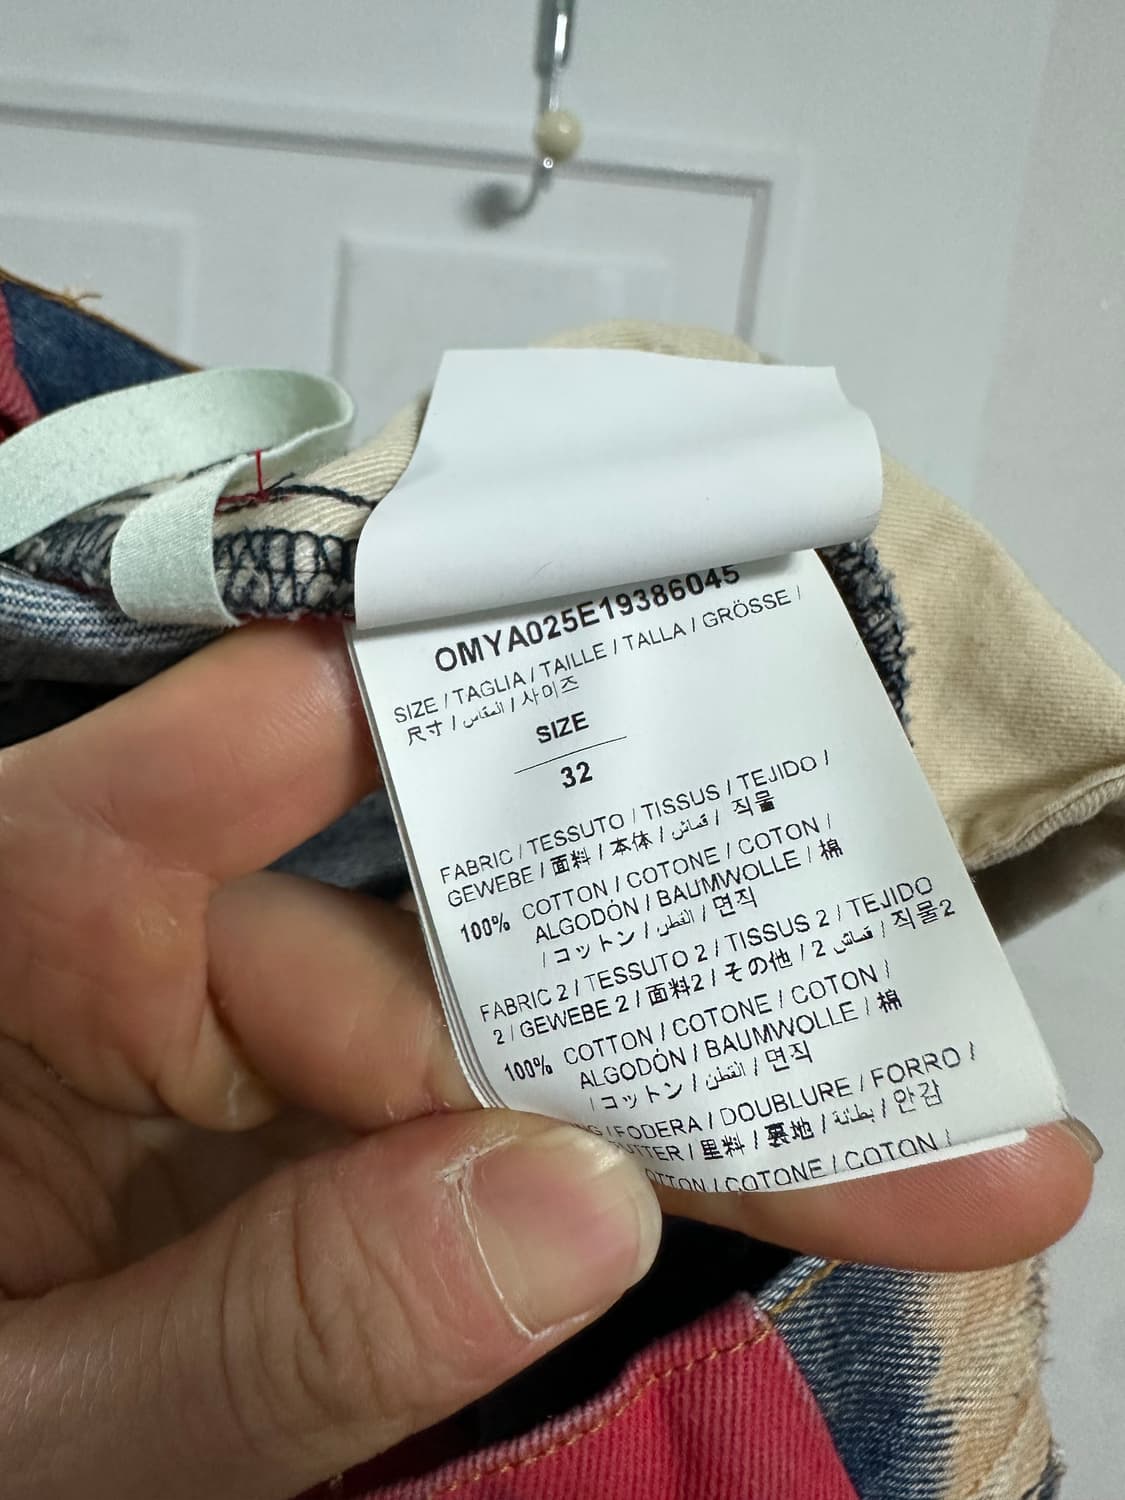 OMYA025E19386045
SIZE / TAGLIA / TAILLE / TALLA / GRÖSSE /
尺寸 / المقاس / 사이즈
SIZE
32
FABRIC / TESSUTO / TISSUS / TEJIDO /
GEWEBE / 面料 / 本体 / قماش / 직물
100% COTTON / COTONE / COTON /
ALGODÓN / BAUMWOLLE / 棉
/ コットン / القطن / 면직
FABRIC 2 / TESSUTO 2 / TISSUS 2 / TEJIDO
2 / GEWEBE 2 / 面料2 / その他 / 2 قماش / 직물2
100% COTTON / COTONE / COTON /
ALGODÓN / BAUMWOLLE / 棉
/ コットン / القطن / 면직
/ FODERA / DOUBLURE / FORRO /
/ 里料 / 裏地 / بطانة / 안감
/ COTONE / COTON /